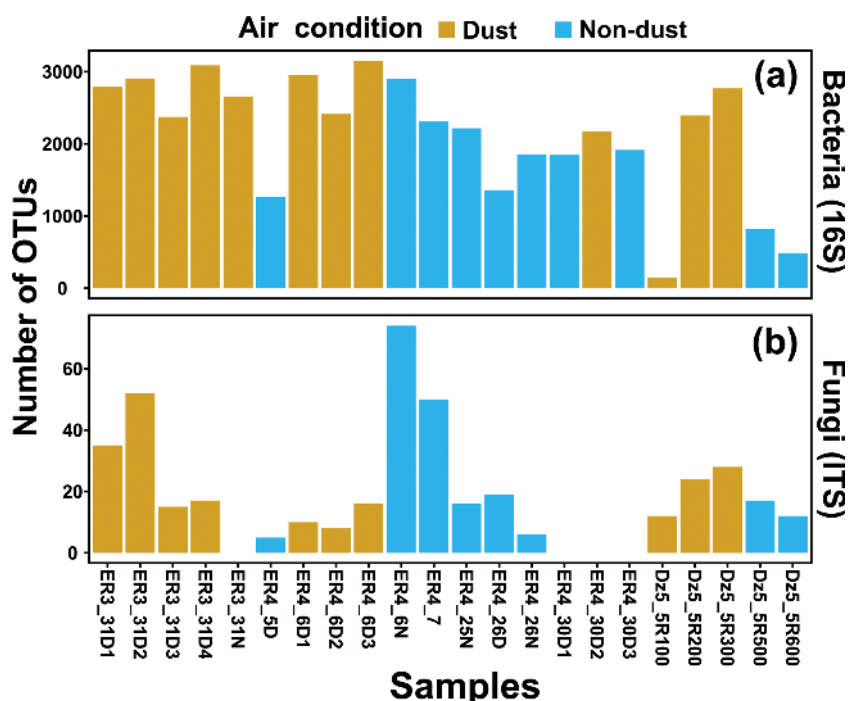 Air condition Dust Non-dust
Number of OTUs
(a)
3000
2000
1000
0
Bacteria (16S)
(b)
60
40
20
0
Fungi (ITS)
ER3_31D1
ER3_31D2
ER3_31D3
ER3_31D4
ER3_31N
ER4_5D
ER4_6D1
ER4_6D2
ER4_6D3
ER4_6N
ER4_7
ER4_25N
ER4_26D
ER4_26N
ER4_30D1
ER4_30D2
ER4_30D3
Dz5_5R100
Dz5_5R200
Dz5_5R300
Dz5_5R500
Dz5_5R600
Samples